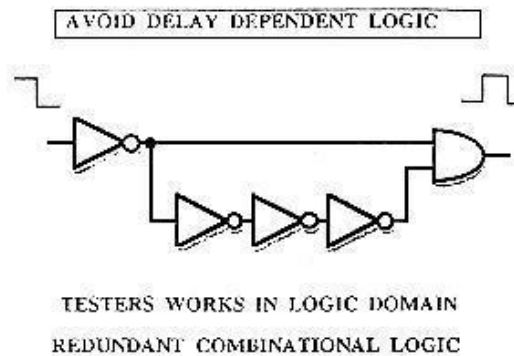 AVOID DELAY DEPENDENT LOGIC
TESTERS WORKS IN LOGIC DOMAIN
REDUNDANT COMBINATIONAL LOGIC